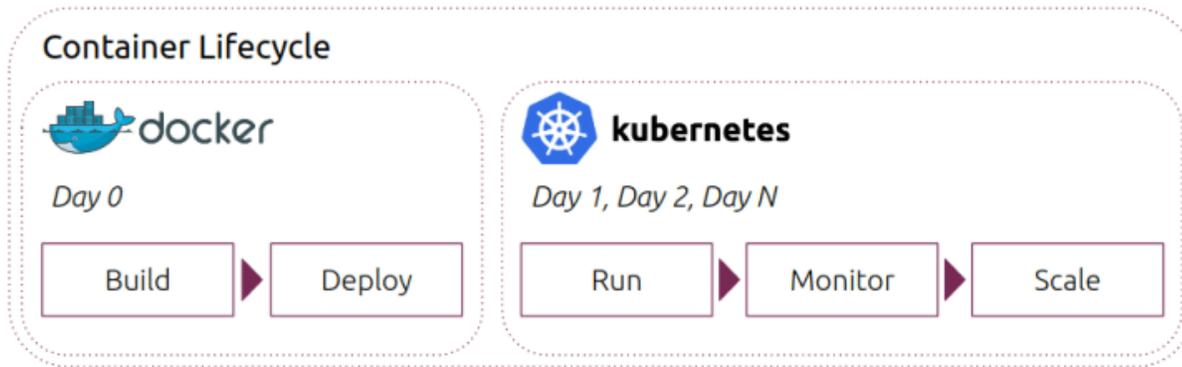 Container Lifecycle
docker
Day 0
Build
Deploy
kubernetes
Day 1, Day 2, Day N
Run
Monitor
Scale